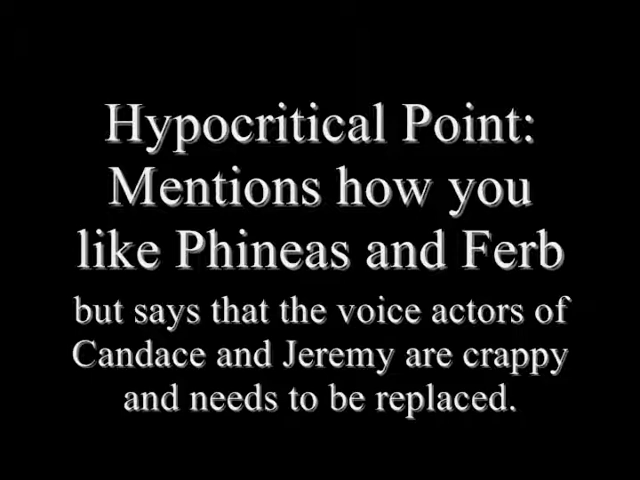 Hypocritical Point:
Mentions how you
like Phineas and Ferb
but says that the voice actors of
Candace and Jeremy are crappy
and needs to be replaced.